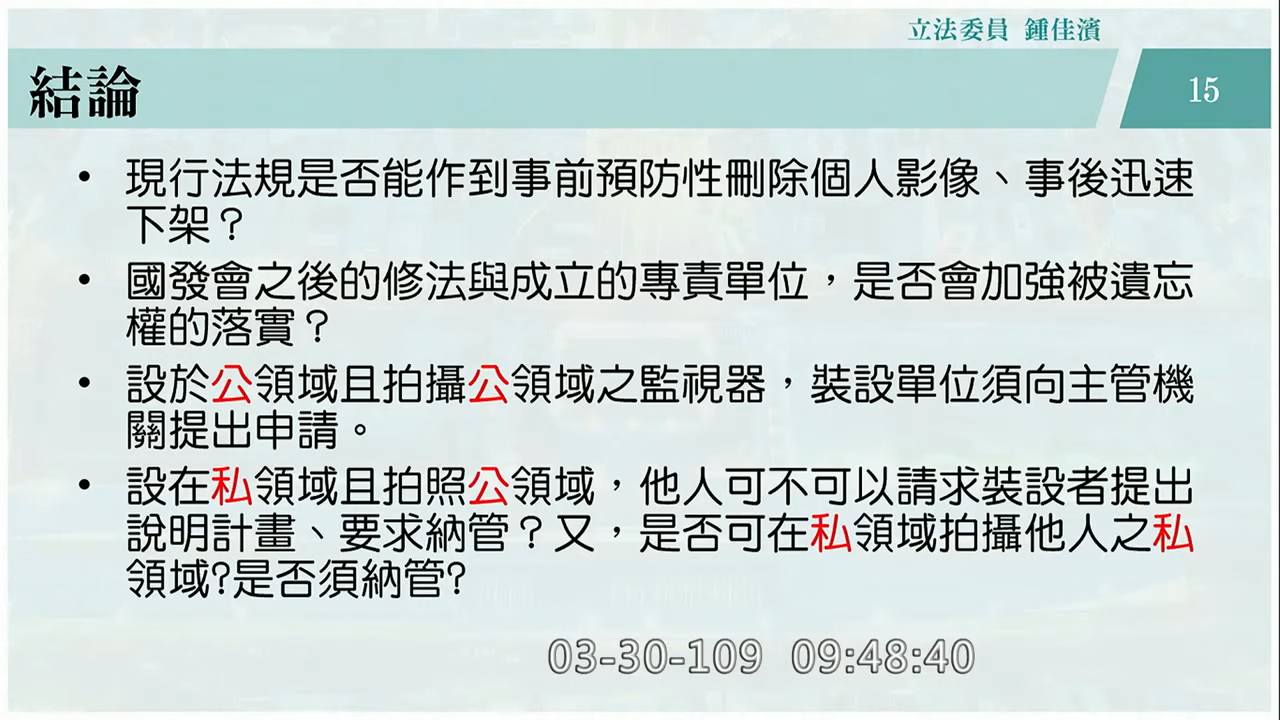 立法委員 鍾佳濱
結論
15
• 現行法規是否能作到事前預防性刪除個人影像、事後迅速
下架？
• 國發會之後的修法與成立的專責單位，是否會加強被遺忘
權的落實？
• 設於公領域且拍攝公領域之監視器，裝設單位須向主管機
關提出申請。
• 设在私領域且拍照公領域，他人可不可以請求裝設者提出
說明計畫、要求納管？又，是否可在私領域拍攝他人之私
領域?是否須納管?
03-30-109 09:48:40